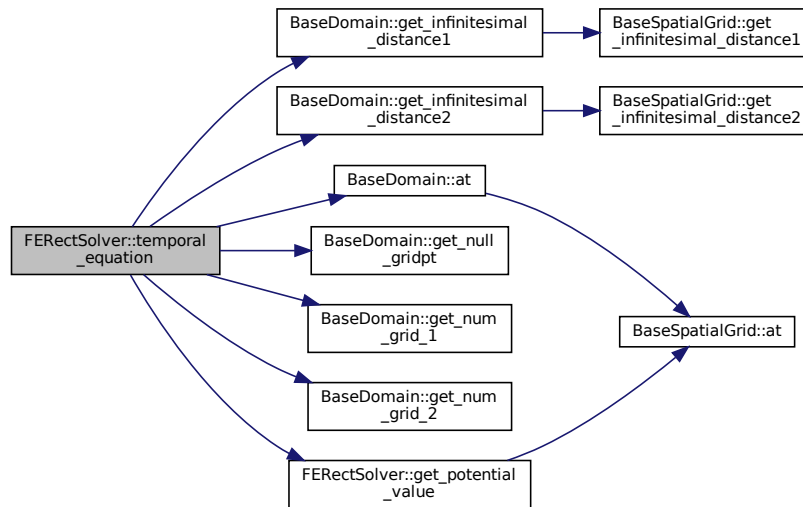 FERectSolver::temporal
_equation
BaseDomain::get_infinitesimal
_distance1
BaseSpatialGrid::get
_infinitesimal_distance1
BaseDomain::get_infinitesimal
_distance2
BaseSpatialGrid::get
_infinitesimal_distance2
BaseDomain::at
BaseDomain::get_null
_gridpt
BaseDomain::get_num
_grid_1
BaseDomain::get_num
_grid_2
FERectSolver::get_potential
_value
BaseSpatialGrid::at